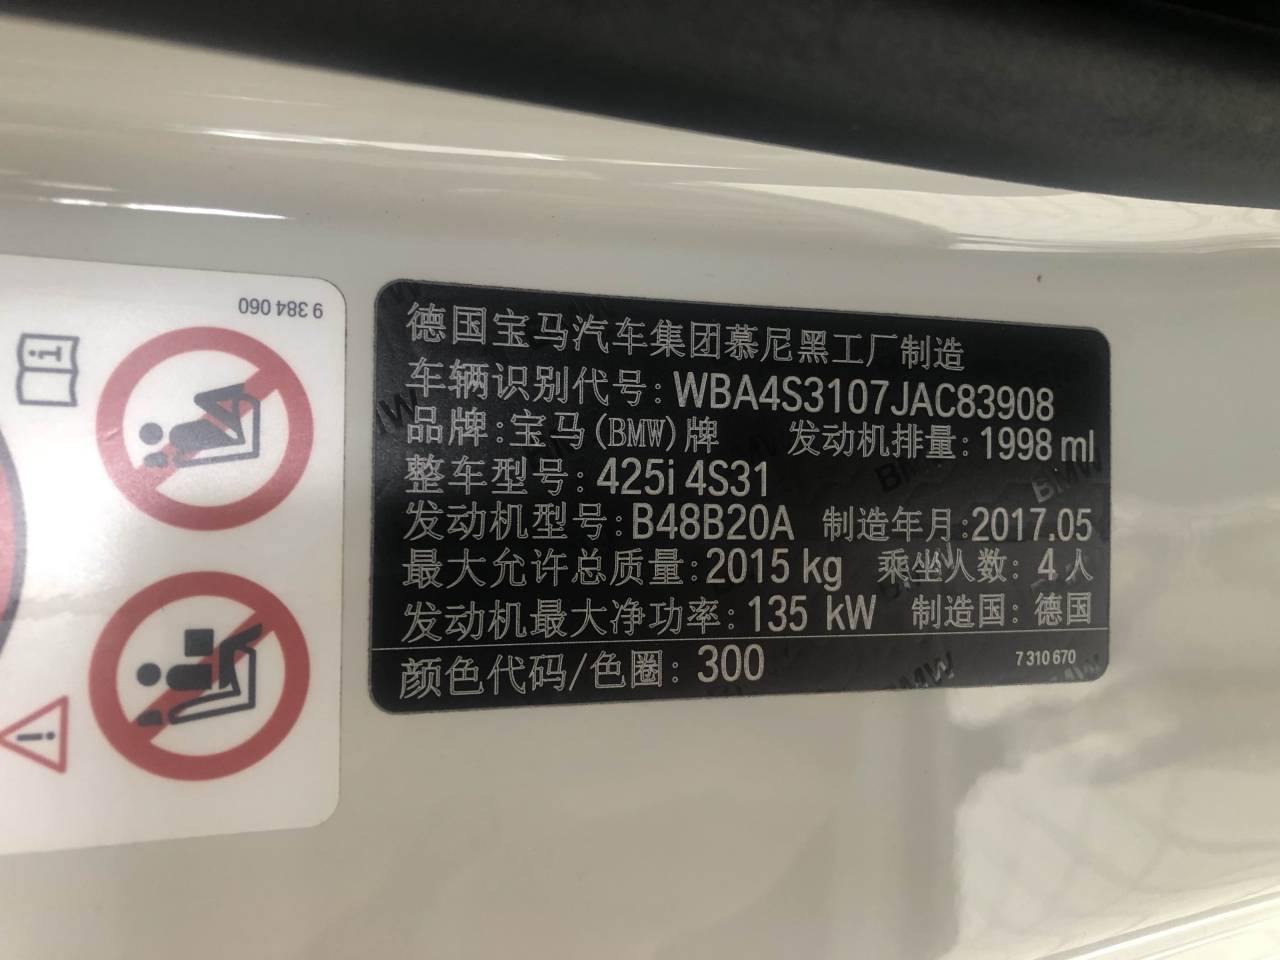 9 384 060
德国宝马汽车集团慕尼黑工厂制造
车辆识别代号: WBA4S3107JAC83908
品牌:宝马(BMW)牌 发动机排量: 1998 ml
整车型号: 425i 4S31
发动机型号: B48B20A 制造年月:2017.05
最大允许总质量: 2015 kg 乘坐人数: 4 人
发动机最大净功率: 135 kW 制造国: 德国
颜色代码/色圈: 300 7 310 670